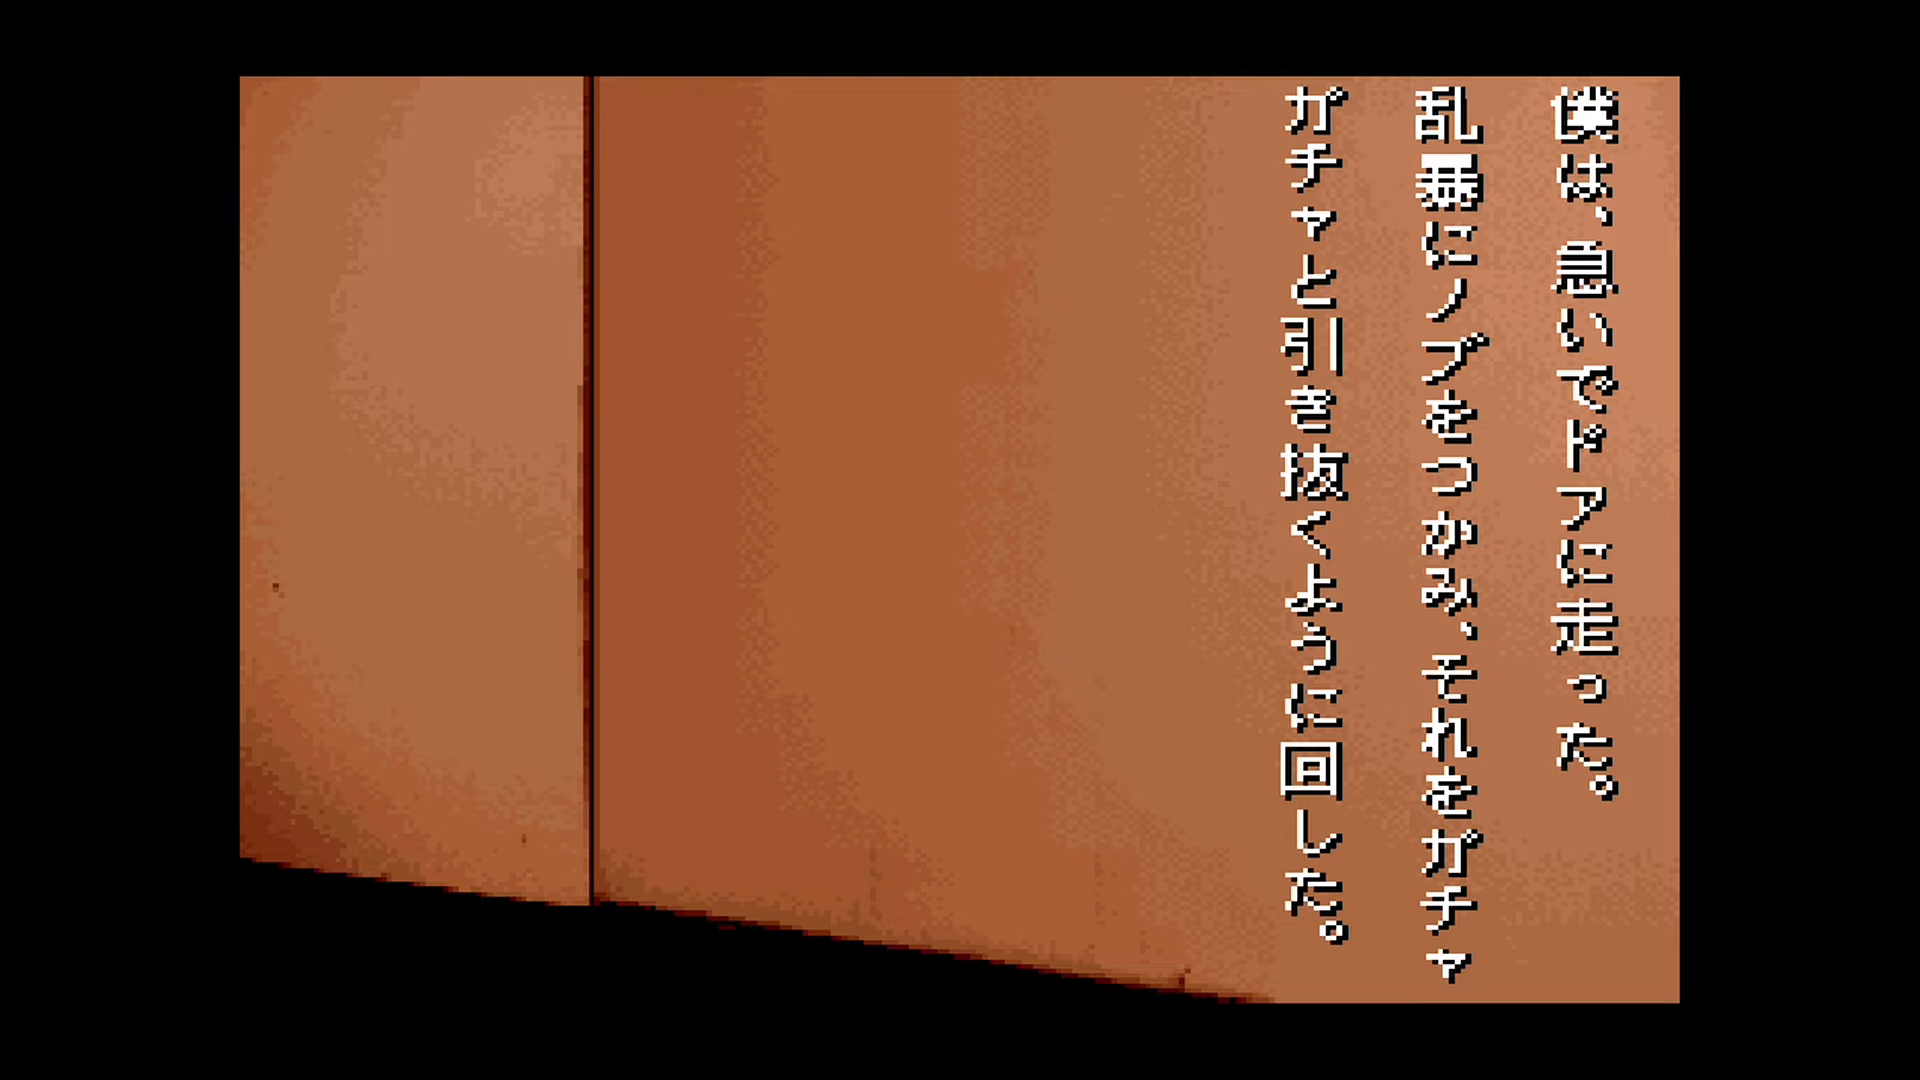 僕は、急いでドアに走った。
乱暴にノブをつかみ、それをガチャ
ガチャと引き抜くように回した。